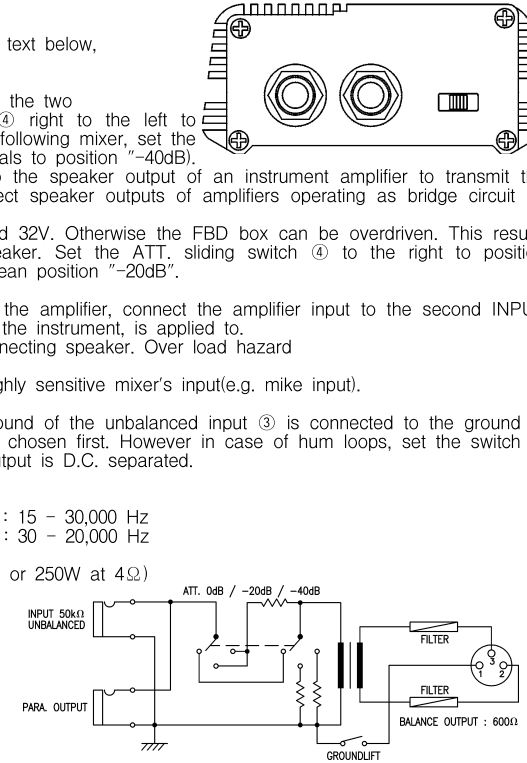 text below,
the two
④ right to the left to
following mixer, set the
als to position "-40dB).
the speaker output of an instrument amplifier to transmit
ect speaker outputs of amplifiers operating as bridge circuit
d 32V. Otherwise the FBD box can be overdriven. This resu
eaker. Set the ATT. sliding switch ④ to the right to positi
ean position "-20dB".
the amplifier, connect the amplifier input to the second INPU
the instrument, is applied to.
nnecting speaker. Over load hazard
ghly sensitive mixer's input(e.g. mike input).
ound of the unbalanced input ③ is connected to the ground
chosen first. However in case of hum loops, set the switch
utput is D.C. separated.
: 15 - 30,000 Hz
: 30 - 20,000 Hz
or 250W at 4Ω)
ATT. 0dB / -20dB / -40dB
INPUT 50kΩ
UNBALANCED
FILTER
3
1 2
FILTER
PARA. OUTPUT
BALANCE OUTPUT : 600Ω
GROUNDLIFT